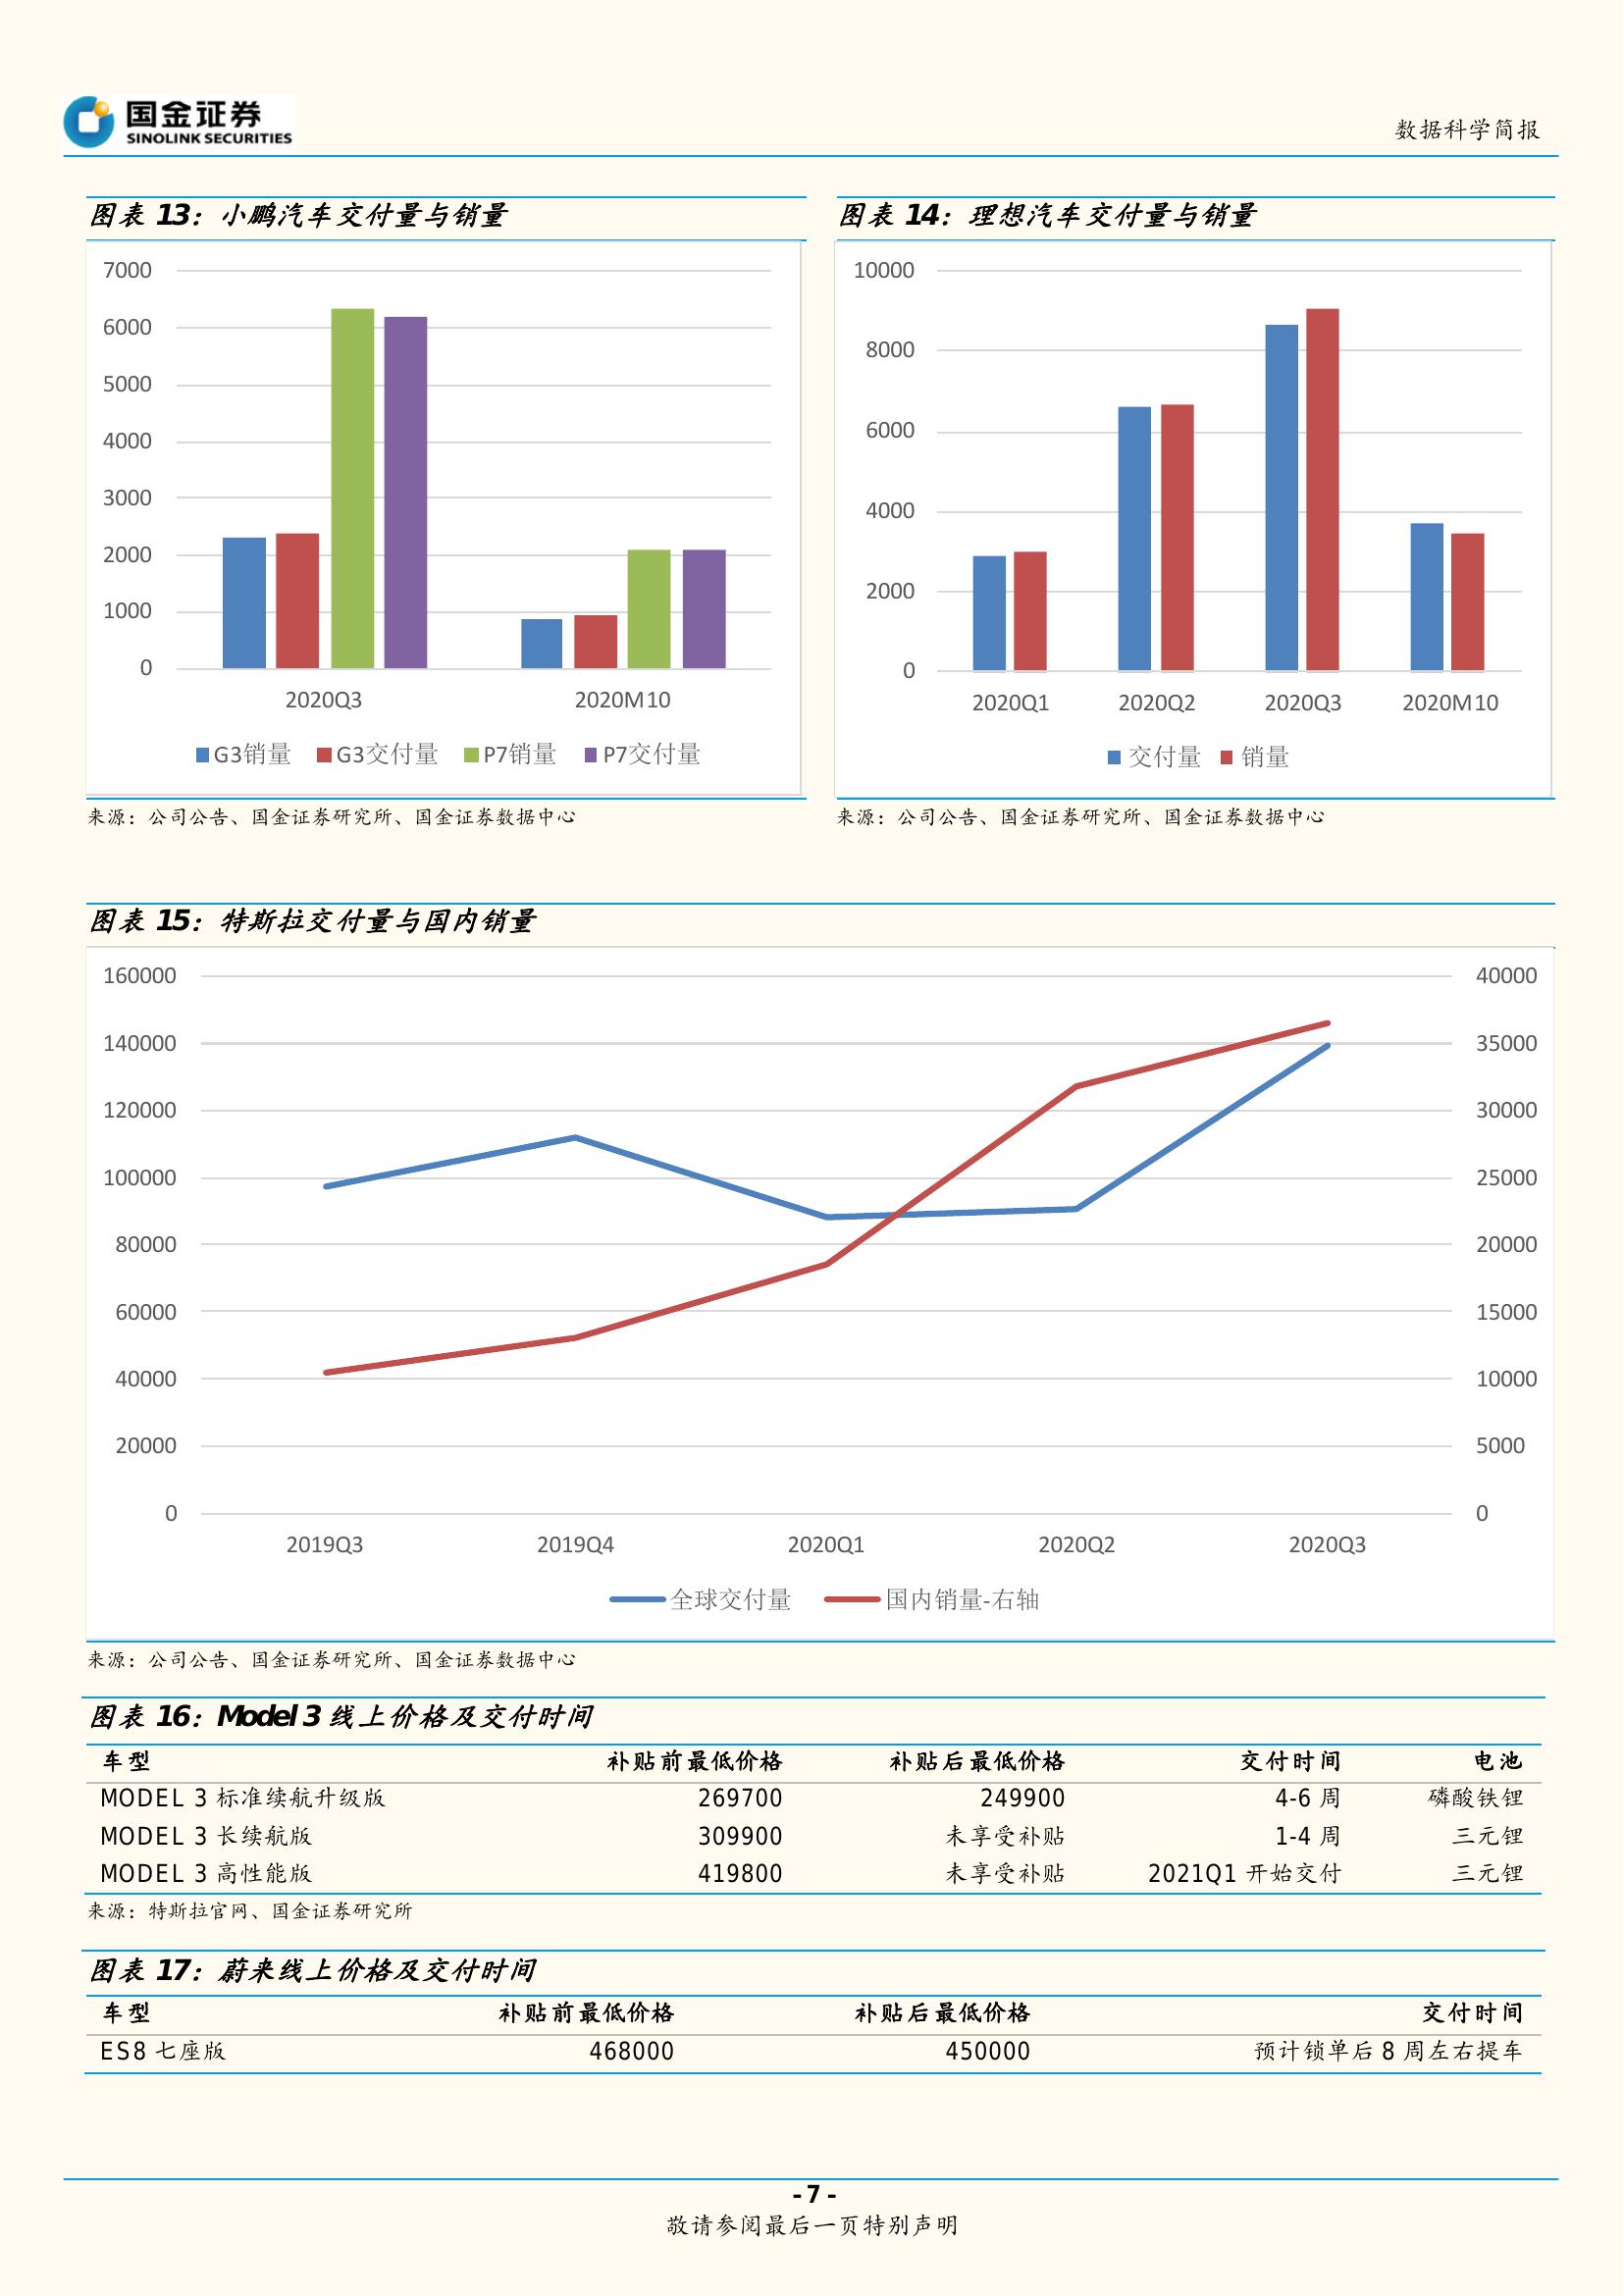 国金证券
SINOLINK SECURITIES
数据科学简报
图表 13：小鹏汽车交付量与销量
7000
6000
5000
4000
3000
2000
1000
0
2020Q3 2020M10
G3销量 G3交付量 P7销量 P7交付量
来源：公司公告、国金证券研究所、国金证券数据中心
图表 14：理想汽车交付量与销量
10000
8000
6000
4000
2000
0
2020Q1 2020Q2 2020Q3 2020M10
交付量 销量
来源：公司公告、国金证券研究所、国金证券数据中心
图表 15：特斯拉交付量与国内销量
160000 40000
140000 35000
120000 30000
100000 25000
80000 20000
60000 15000
40000 10000
20000 5000
0 0
2019Q3 2019Q4 2020Q1 2020Q2 2020Q3
全球交付量 国内销量-右轴
来源：公司公告、国金证券研究所、国金证券数据中心
图表 16：Model 3 线上价格及交付时间
车型 补贴前最低价格 补贴后最低价格 交付时间 电池
MODEL 3 标准续航升级版 269700 249900 4-6 周 磷酸铁锂
MODEL 3 长续航版 309900 未享受补贴 1-4 周 三元锂
MODEL 3 高性能版 419800 未享受补贴 2021Q1 开始交付 三元锂
来源：特斯拉官网、国金证券研究所
图表 17：蔚来线上价格及交付时间
车型 补贴前最低价格 补贴后最低价格 交付时间
ES8 七座版 468000 450000 预计锁单后 8 周左右提车
- 7 -
敬请参阅最后一页特别声明